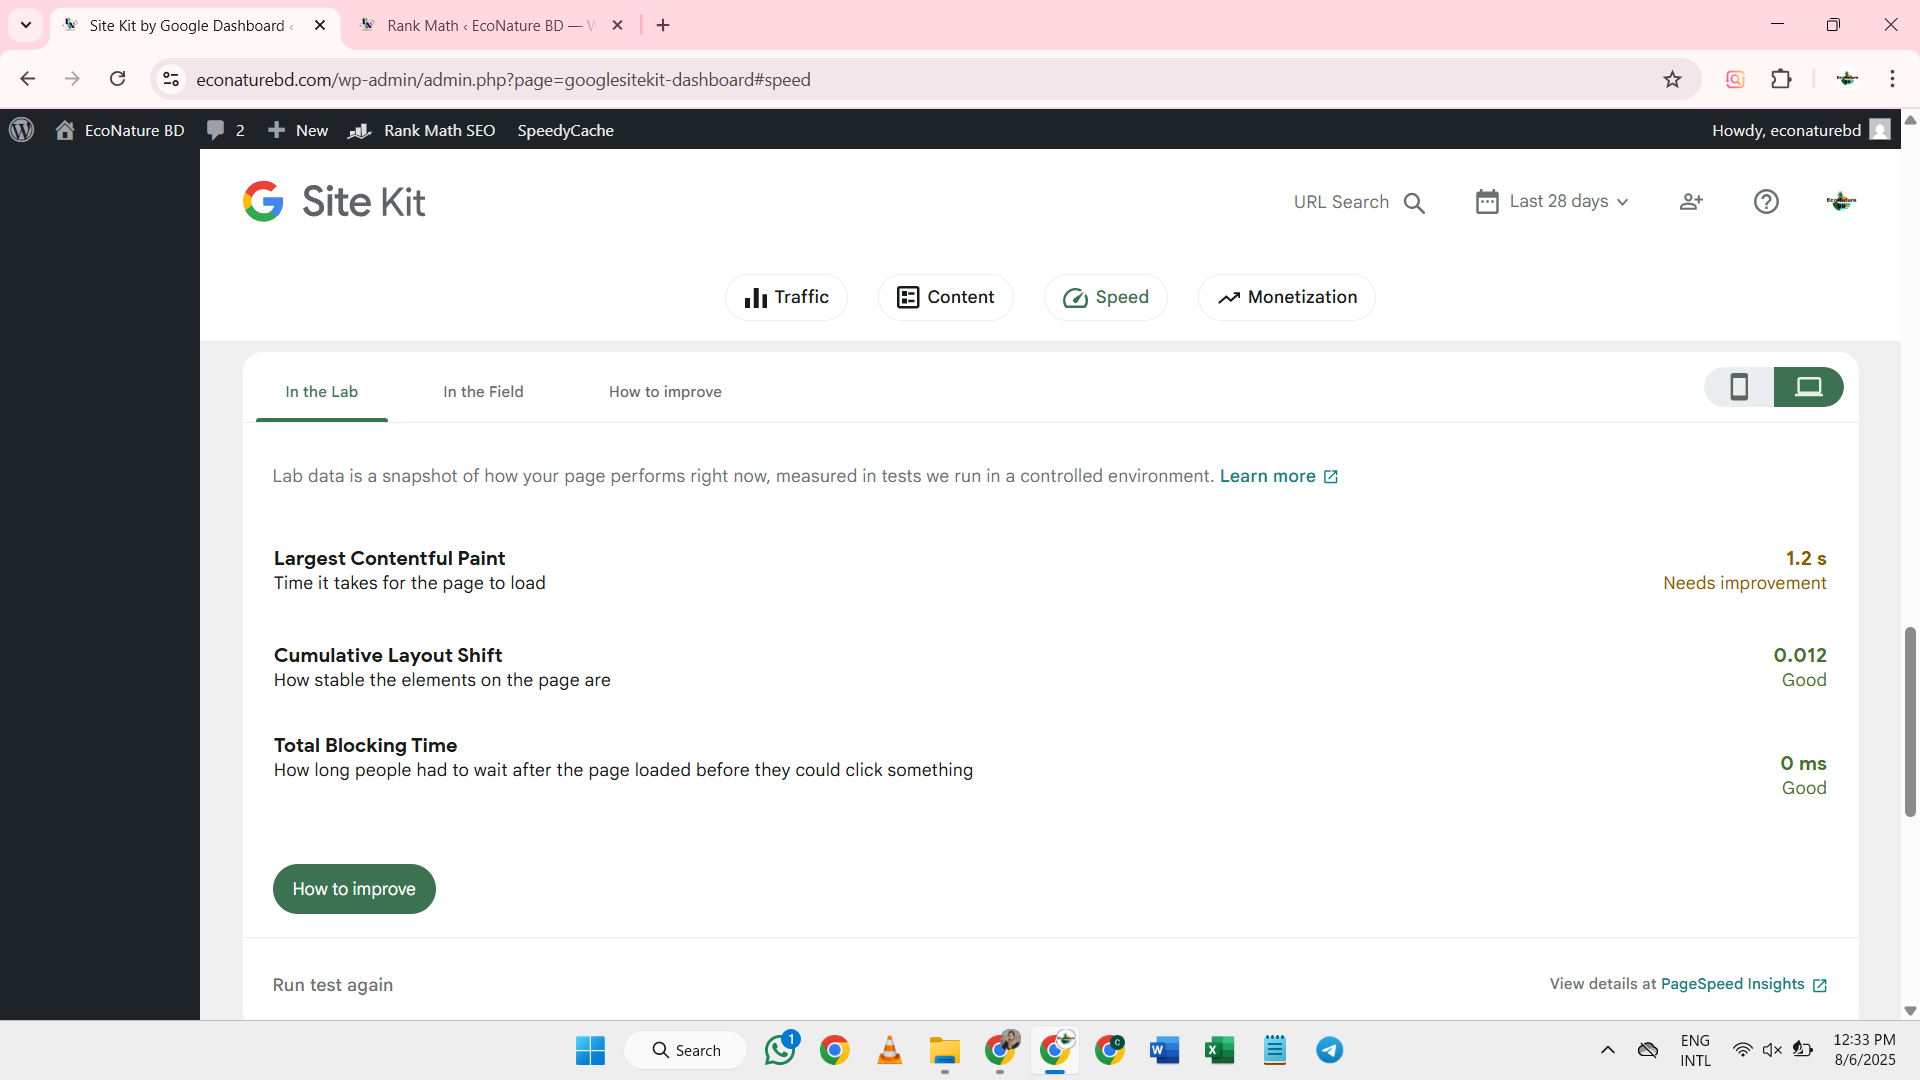 Site Kit by Google Dashboard ‹
Rank Math ‹ EcoNature BD — W
econaturebd.com/wp-admin/admin.php?page=googlesitekit-dashboard#speed
EcoNature BD
2
New
Rank Math SEO
SpeedyCache
Howdy, econaturebd
Site Kit
URL Search
Last 28 days
Traffic
Content
Speed
Monetization
In the Lab
In the Field
How to improve
Lab data is a snapshot of how your page performs right now, measured in tests we run in a controlled environment. Learn more
Largest Contentful Paint
Time it takes for the page to load
1.2 s
Needs improvement
Cumulative Layout Shift
How stable the elements on the page are
0.012
Good
Total Blocking Time
How long people had to wait after the page loaded before they could click something
0 ms
Good
How to improve
Run test again
View details at PageSpeed Insights
Search
1
ENG
INTL
12:33 PM
8/6/2025